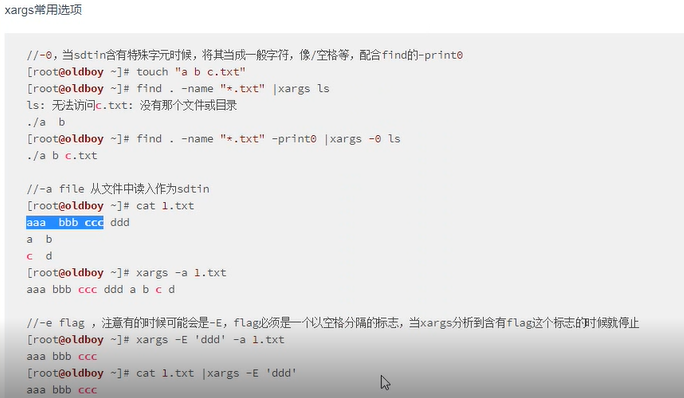 xargs常用选项
//-0，当sdtin含有特殊字元时候，将其当成一般字符，像/空格等，配合find的-print0
[root@oldboy ~]# touch "a b c.txt"
[root@oldboy ~]# find . -name "*.txt" |xargs ls
ls: 无法访问c.txt: 没有那个文件或目录
./a  b
[root@oldboy ~]# find . -name "*.txt" -print0 |xargs -0 ls
./a b c.txt
//-a file 从文件中读入作为sdtin
[root@oldboy ~]# cat 1.txt
aaa  bbb ccc ddd
a  b
c  d
[root@oldboy ~]# xargs -a 1.txt
aaa bbb ccc ddd a b c d
//-e flag ，注意有的时候可能会是-E，flag必须是一个以空格分隔的标志，当xargs分析到含有flag这个标志的时候就停止
[root@oldboy ~]# xargs -E 'ddd' -a 1.txt
aaa bbb ccc
[root@oldboy ~]# cat 1.txt |xargs -E 'ddd'
aaa bbb ccc